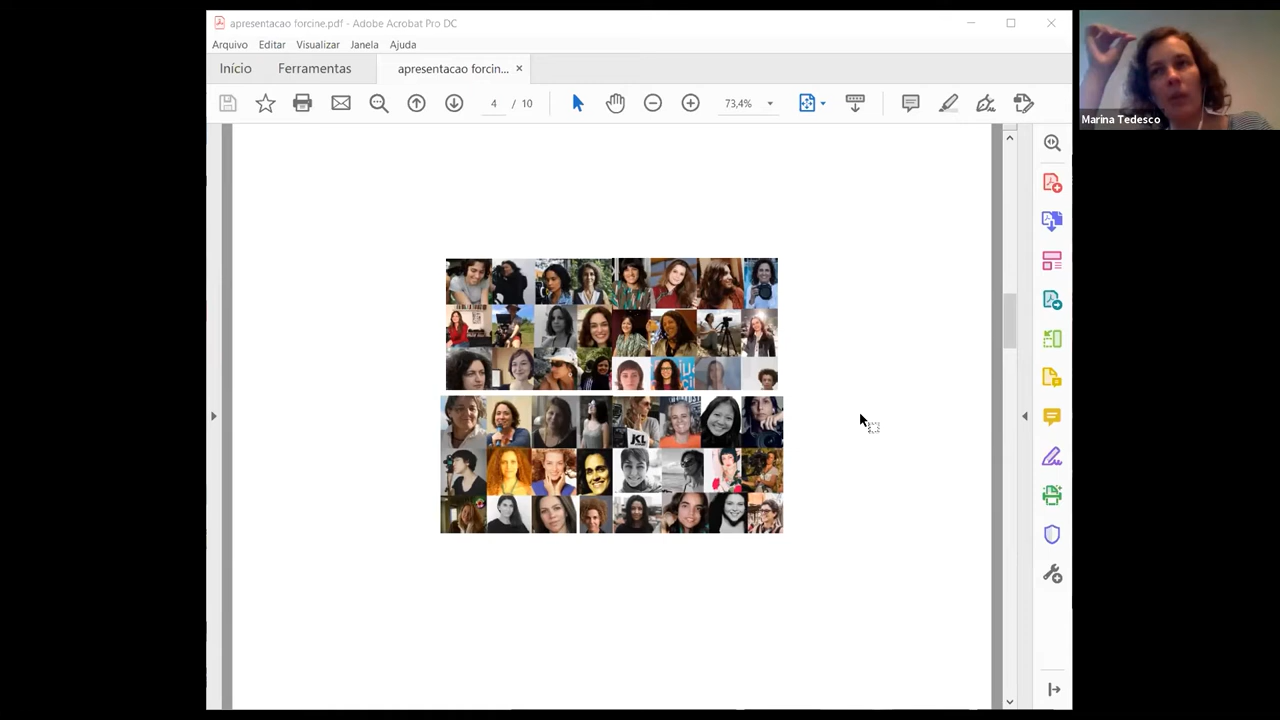 apresentacao forcine.pdf - Adobe Acrobat Pro DC
Arquivo Editar Visualizar Janela Ajuda
Início Ferramentas apresentacao forcin... ×
4 / 10 73,4%
Marina Tedesco
JKL